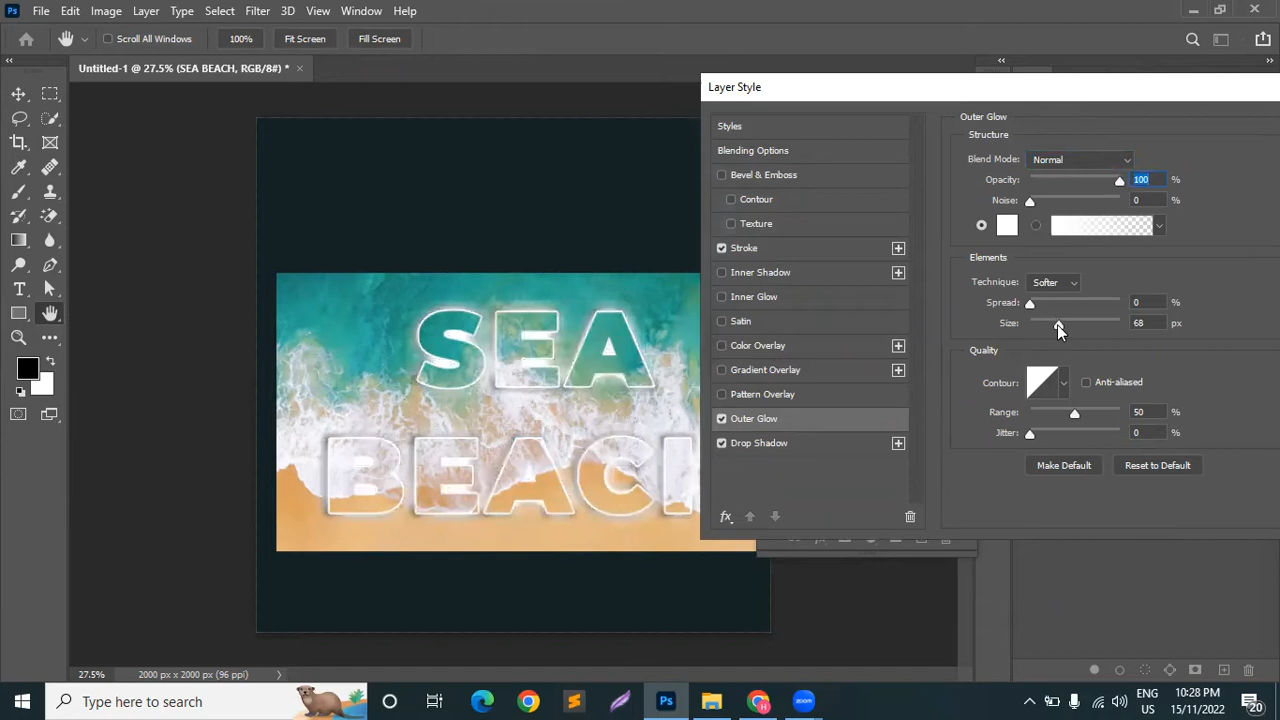 Ps File Edit Image Layer Type Select Filter 3D View Window Help
Scroll All Windows 100% Fit Screen Fill Screen
Untitled-1 @ 27.5% (SEA BEACH, RGB/8#) * ×
Layer Style
Styles
Blending Options
Bevel & Emboss
Contour
Texture
Stroke
Inner Shadow
Inner Glow
Satin
Color Overlay
Gradient Overlay
Pattern Overlay
Outer Glow
Drop Shadow
fx
Outer Glow
Structure
Blend Mode: Normal
Opacity: 100 %
Noise: 0 %
Elements
Technique: Softer
Spread: 0 %
Size: 68 px
Quality
Contour: Anti-aliased
Range: 50 %
Jitter: 0 %
Make Default Reset to Default
SEA
BEACH
27.5% 2000 px x 2000 px (96 ppi)
Type here to search
Ps
zoom
ENG
IN
10:28 PM
15/11/2022
20